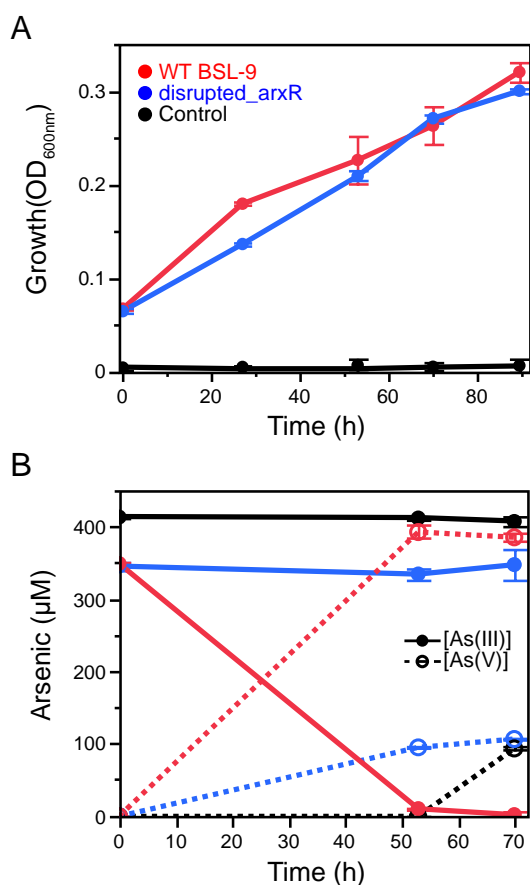 A
WT BSL-9
disrupted_arxR
Control
0.3
0.2
0.1
0
Growth(OD600nm)
0 20 40 60 80
Time (h)
B
400
300
200
100
0
Arsenic (µM)
[As(III)]
[As(V)]
0 10 20 30 40 50 60 70
Time (h)